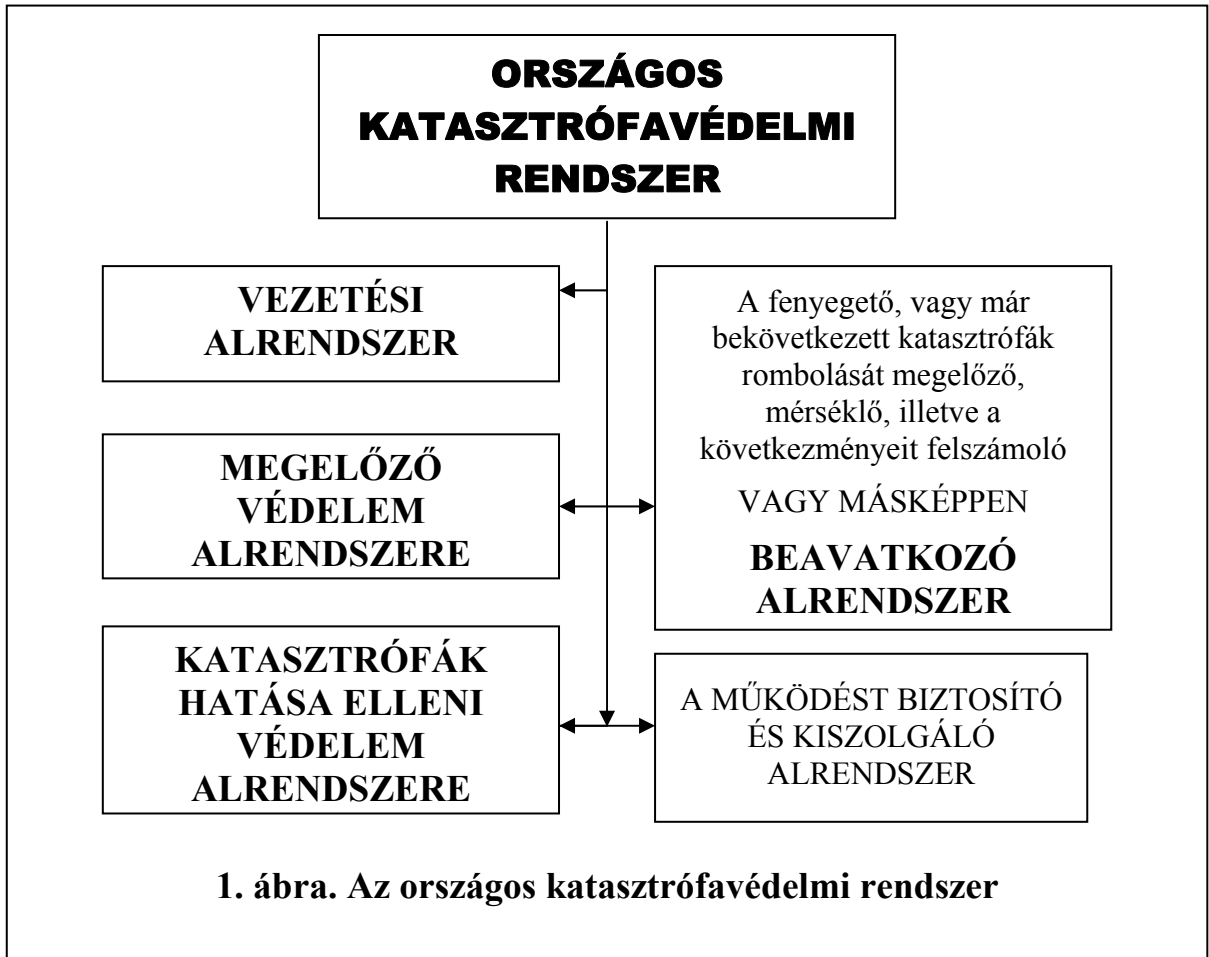 ORSZÁGOS
KATASZTRÓFAVÉDELMI
RENDSZER
VEZETÉSI
ALRENDSZER
MEGELŐZŐ
VÉDELEM
ALRENDSZERE
KATASZTRÓFÁK
HATÁSA ELLENI
VÉDELEM
ALRENDSZERE
A fenyegető, vagy már
bekövetkezett katasztrófák
rombolását megelőző,
mérséklő, illetve a
következményeit felszámoló
VAGY MÁSKÉPPEN
BEAVATKOZÓ
ALRENDSZER
A MŰKÖDÉST BIZTOSÍTÓ
ÉS KISZOLGÁLÓ
ALRENDSZER
1. ábra. Az országos katasztrófavédelmi rendszer